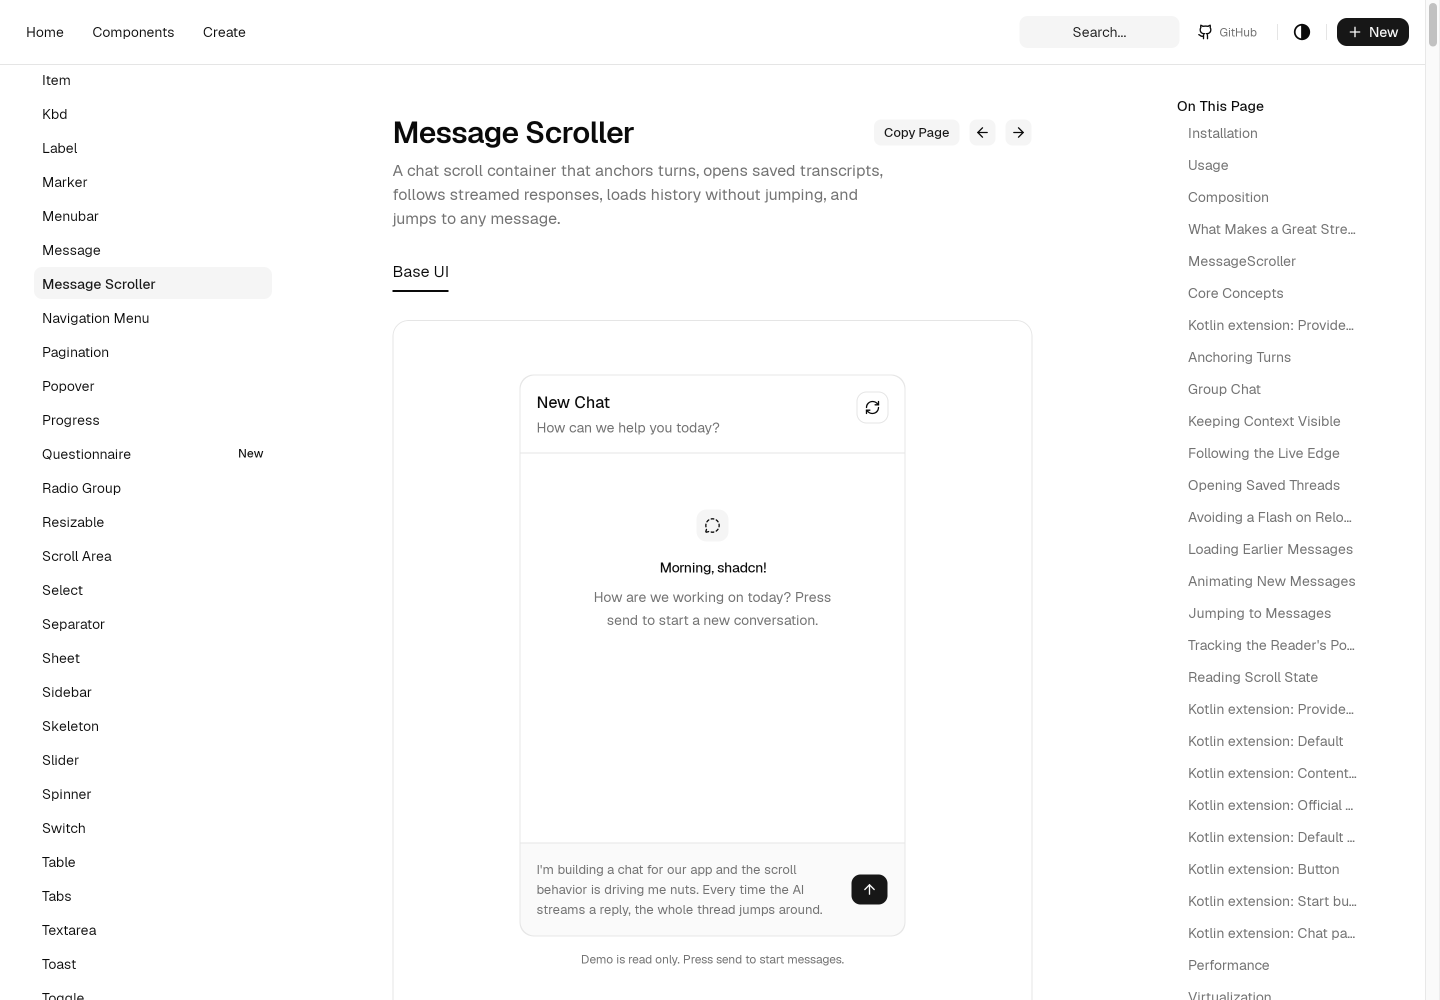 Home
Components
Create
Search...
GitHub
New
Item
Kbd
Label
Marker
Menubar
Message
Message Scroller
Navigation Menu
Pagination
Popover
Progress
Questionnaire New
Radio Group
Resizable
Scroll Area
Select
Separator
Sheet
Sidebar
Skeleton
Slider
Spinner
Switch
Table
Tabs
Textarea
Toast
Toggle
Message Scroller
Copy Page
A chat scroll container that anchors turns, opens saved transcripts,
follows streamed responses, loads history without jumping, and
jumps to any message.
Base UI
New Chat
How can we help you today?
Morning, shadcn!
How are we working on today? Press
send to start a new conversation.
I'm building a chat for our app and the scroll
behavior is driving me nuts. Every time the AI
streams a reply, the whole thread jumps around.
Demo is read only. Press send to start messages.
On This Page
Installation
Usage
Composition
What Makes a Great Stre...
MessageScroller
Core Concepts
Kotlin extension: Provide...
Anchoring Turns
Group Chat
Keeping Context Visible
Following the Live Edge
Opening Saved Threads
Avoiding a Flash on Relo...
Loading Earlier Messages
Animating New Messages
Jumping to Messages
Tracking the Reader's Po...
Reading Scroll State
Kotlin extension: Provide...
Kotlin extension: Default
Kotlin extension: Content...
Kotlin extension: Official ...
Kotlin extension: Default ...
Kotlin extension: Button
Kotlin extension: Start bu...
Kotlin extension: Chat pa...
Performance
Virtualization